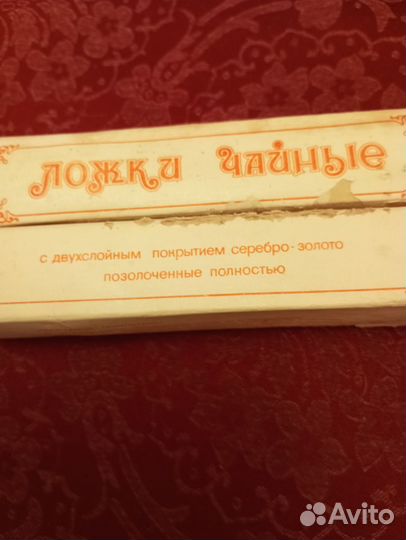 ложки чайные
с двухслойным покрытием серебро-золото
позолоченные полностью
Avito